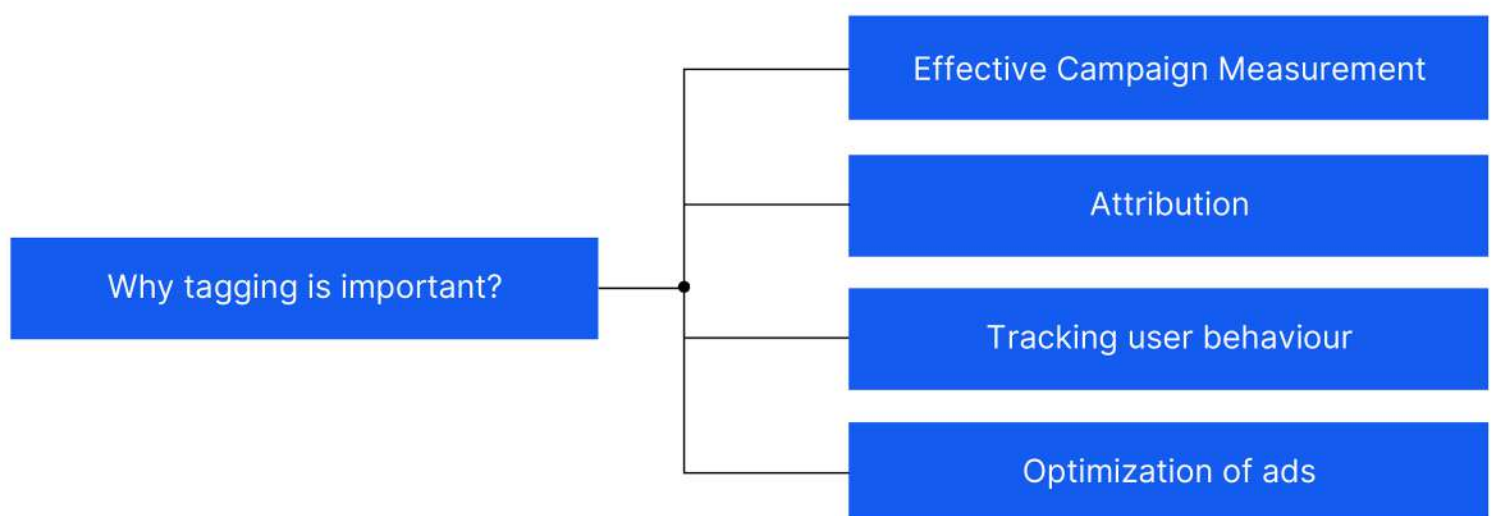 Why tagging is important?
Effective Campaign Measurement
Attribution
Tracking user behaviour
Optimization of ads